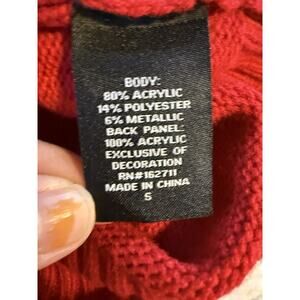 BODY:
80% ACRYLIC
14% POLYESTER
6% METALLIC
BACK PANEL:
100% ACRYLIC
EXCLUSIVE OF
DECORATION
RN#162711
MADE IN CHINA
S